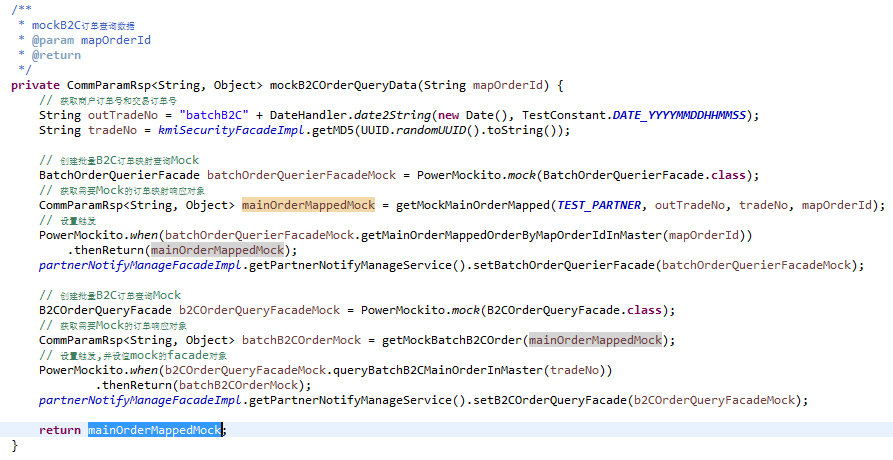 /**
 * mockB2C订单查询数据
 * @param mapOrderId
 * @return
 */
private CommParamRsp<String, Object> mockB2COrderQueryData(String mapOrderId) {
    // 获取商户订单号和交易订单号
    String outTradeNo = "batchB2C" + DateHandler.date2String(new Date(), TestConstant.DATE_YYYYMMDDHHMMSS);
    String tradeNo = kmiSecurityFacadeImpl.getMD5(UUID.randomUUID().toString());

    // 创建批量B2C订单映射查询Mock
    BatchOrderQuerierFacade batchOrderQuerierFacadeMock = PowerMockito.mock(BatchOrderQuerierFacade.class);
    // 获取需要Mock的订单映射响应对象
    CommParamRsp<String, Object> mainOrderMappedMock = getMockMainOrderMapped(TEST_PARTNER, outTradeNo, tradeNo, mapOrderId);
    // 设置触发
    PowerMockito.when(batchOrderQuerierFacadeMock.getMainOrderMappedOrderByMapOrderIdInMaster(mapOrderId))
        .thenReturn(mainOrderMappedMock);
    partnerNotifyManageFacadeImpl.getPartnerNotifyManageService().setBatchOrderQuerierFacade(batchOrderQuerierFacadeMock);

    // 创建批量B2C订单查询Mock
    B2COrderQueryFacade b2COrderQueryFacadeMock = PowerMockito.mock(B2COrderQueryFacade.class);
    // 获取需要Mock的订单响应对象
    CommParamRsp<String, Object> batchB2COrderMock = getMockBatchB2COrder(mainOrderMappedMock);
    // 设置触发,并设值mock的facade对象
    PowerMockito.when(b2COrderQueryFacadeMock.queryBatchB2CMainOrderInMaster(tradeNo))
            .thenReturn(batchB2COrderMock);
    partnerNotifyManageFacadeImpl.getPartnerNotifyManageService().setB2COrderQueryFacade(b2COrderQueryFacadeMock);

    return mainOrderMappedMock;
}